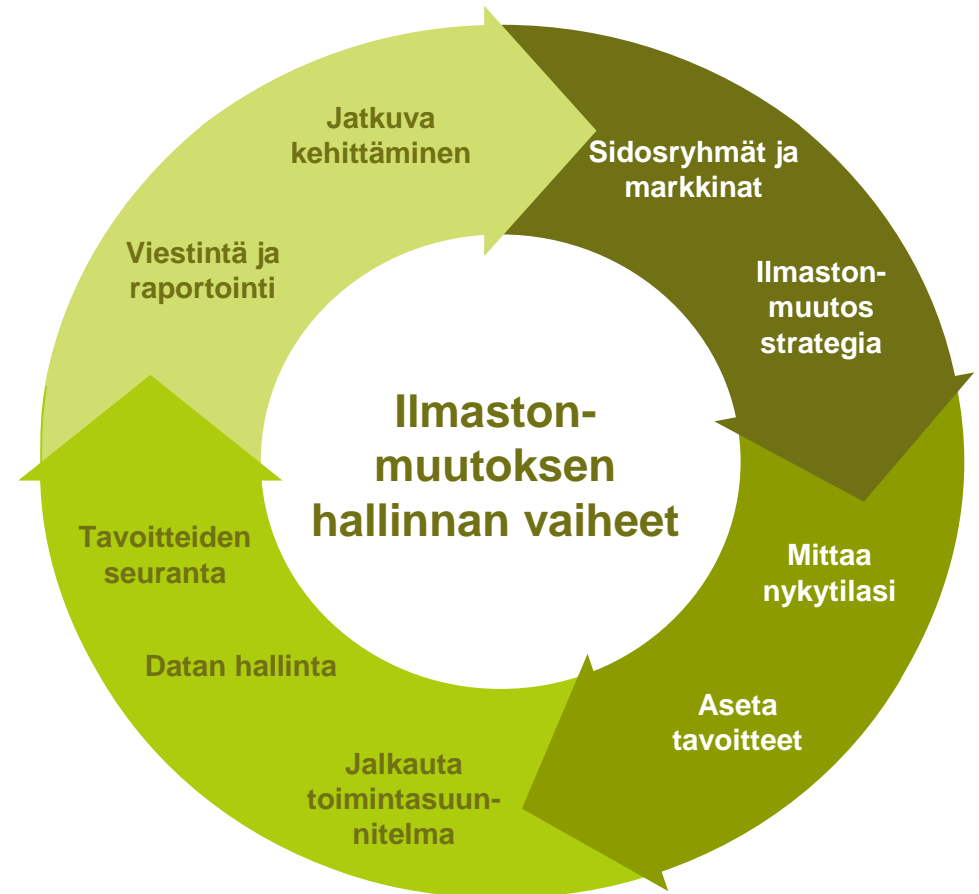 Jatkuva
kehittäminen
Sidosryhmät ja
markkinat
Ilmaston-
muutos
strategia
Mittaa
nykytilasi
Aseta
tavoitteet
Jalkauta
toimintasuun-
nitelma
Datan hallinta
Tavoitteiden
seuranta
Viestintä ja
raportointi
Ilmaston-
muutoksen
hallinnan vaiheet